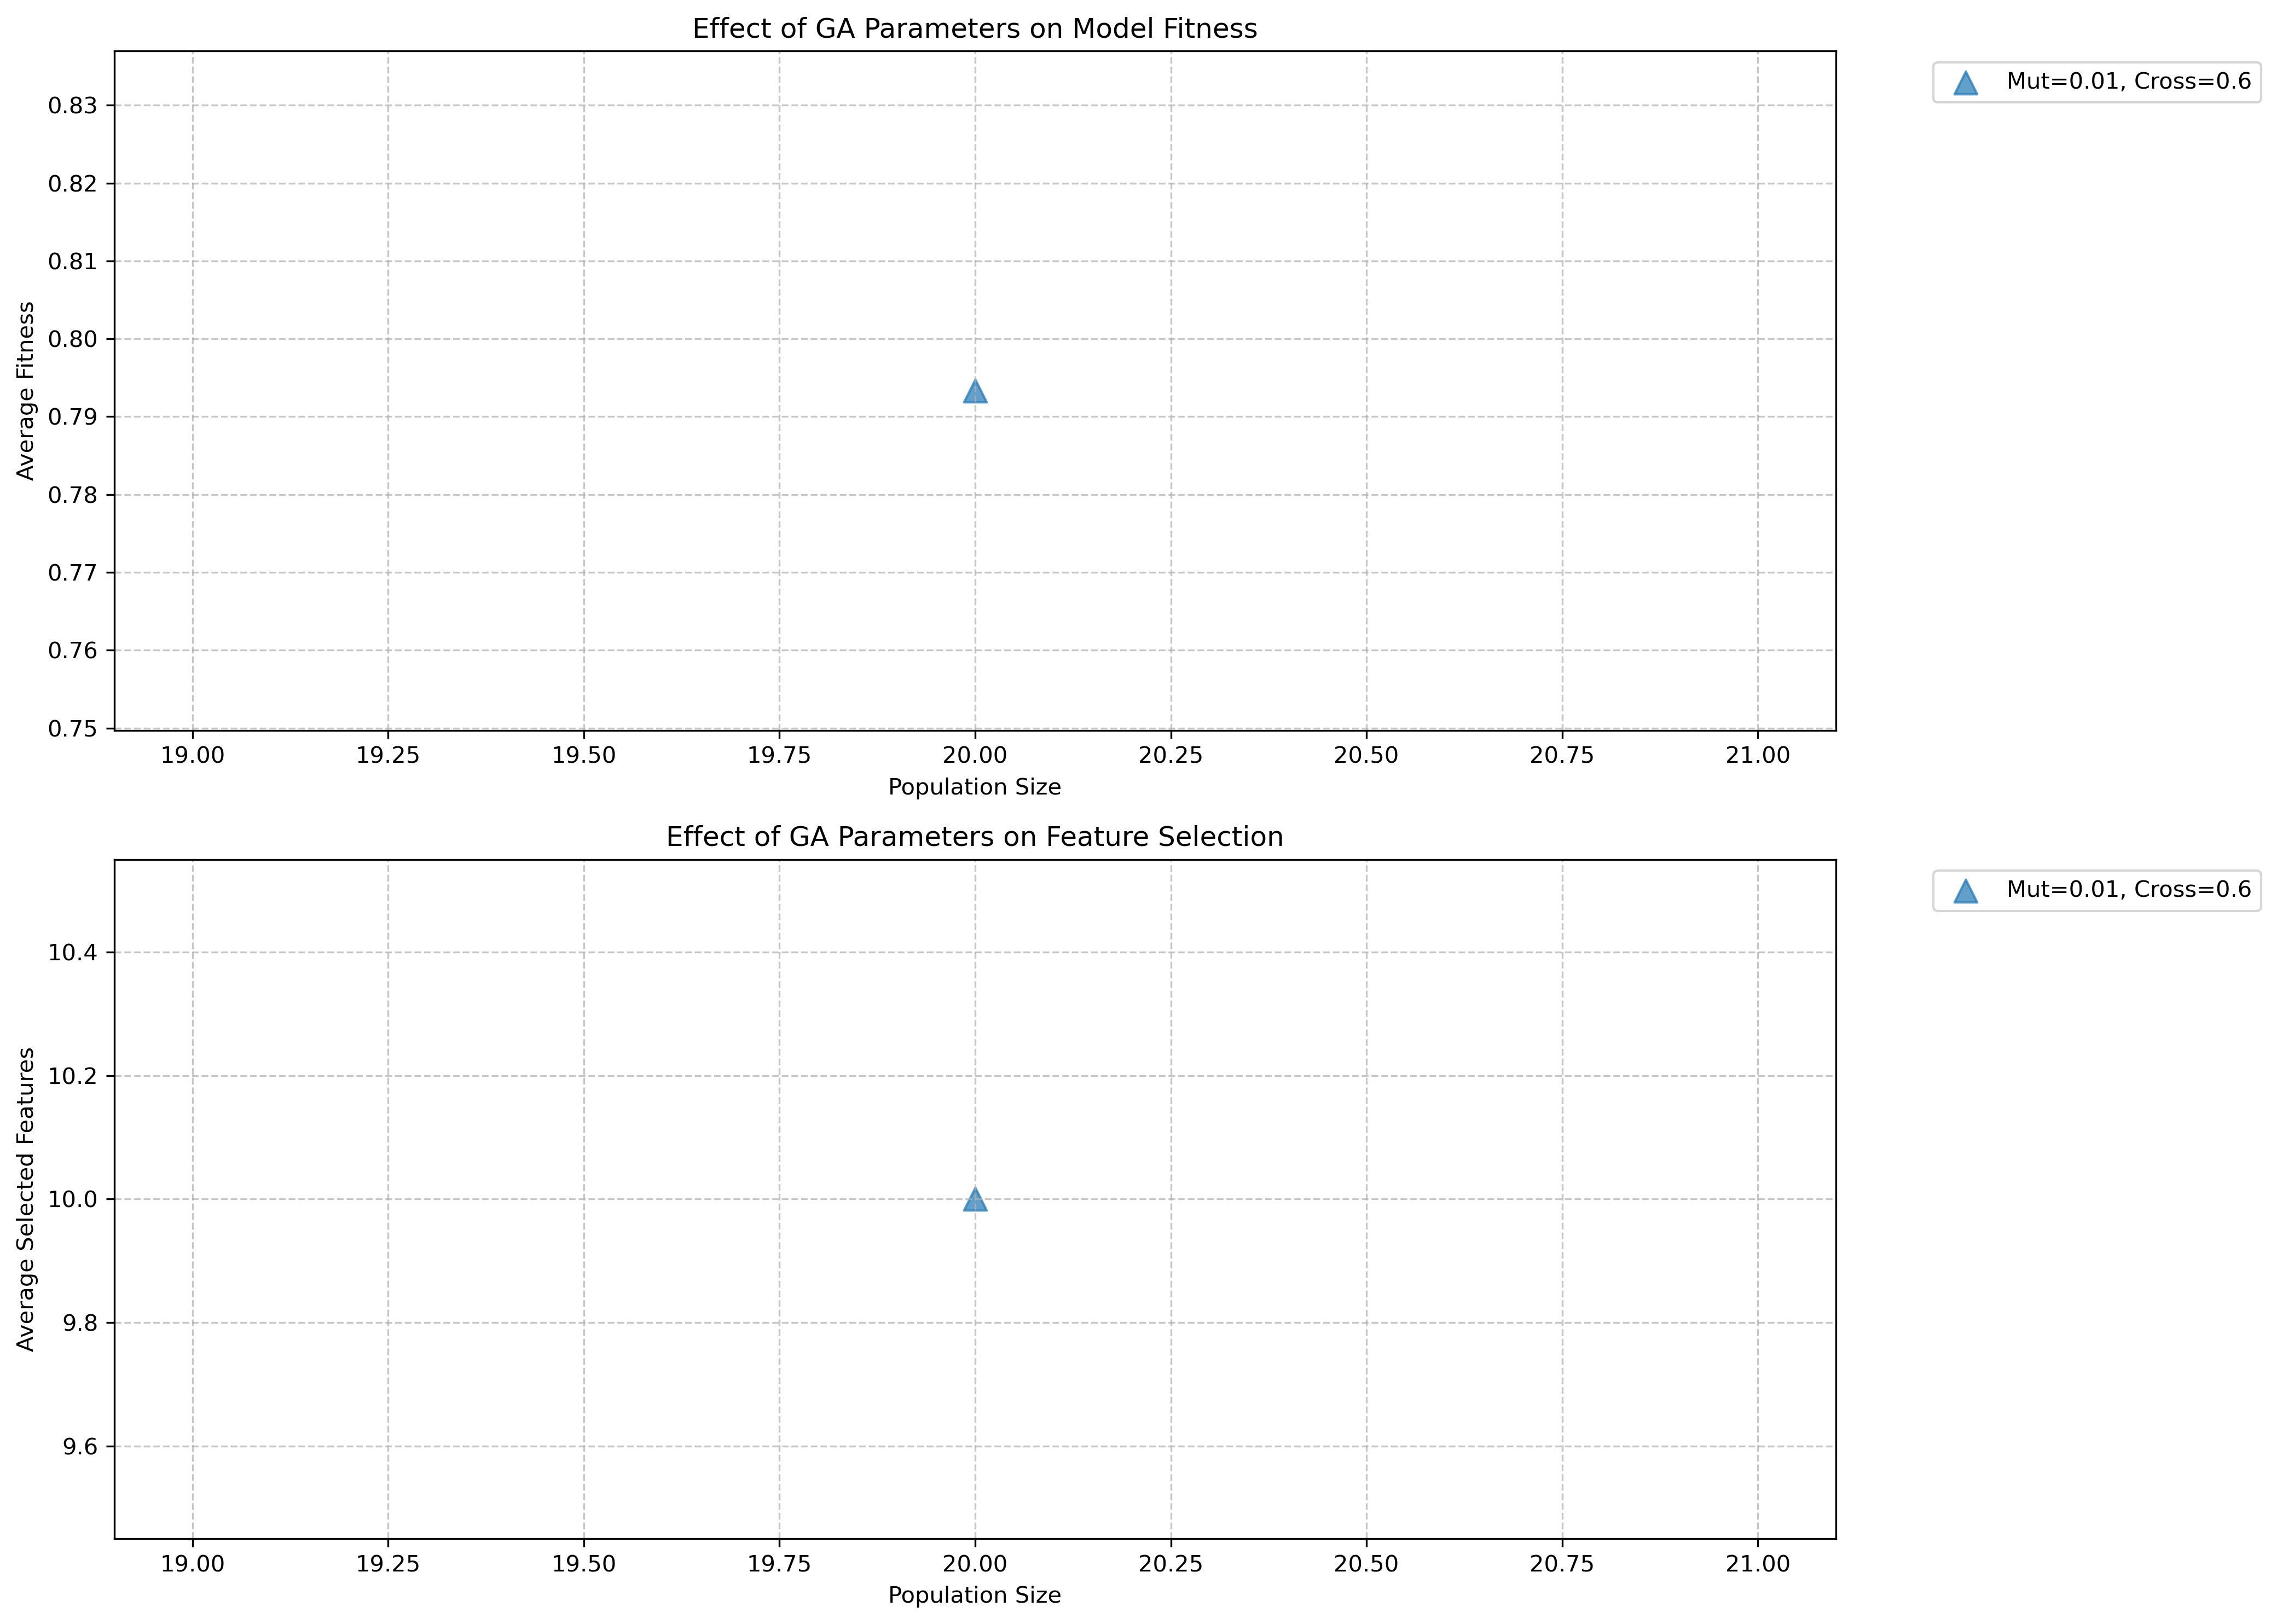 Effect of GA Parameters on Model Fitness
Mut=0.01, Cross=0.6
Average Fitness
0.83
0.82
0.81
0.80
0.79
0.78
0.77
0.76
0.75
19.00 19.25 19.50 19.75 20.00 20.25 20.50 20.75 21.00
Population Size
Effect of GA Parameters on Feature Selection
Mut=0.01, Cross=0.6
Average Selected Features
10.4
10.2
10.0
9.8
9.6
19.00 19.25 19.50 19.75 20.00 20.25 20.50 20.75 21.00
Population Size